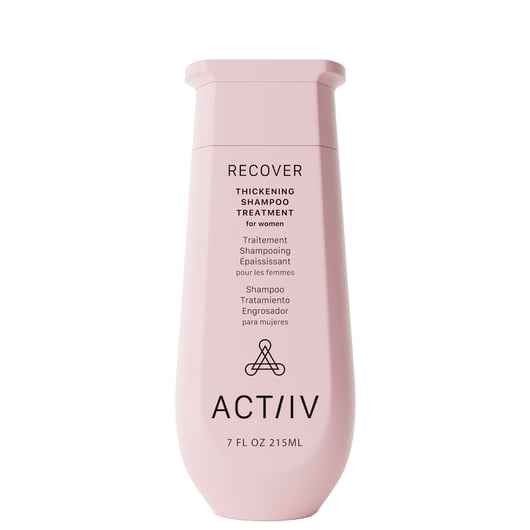 RECOVER
THICKENING
SHAMPOO
TREATMENT
for women
Traitement
Shampooing
Épaississant
pour les femmes
Shampoo
Tratamiento
Engrosador
para mujeres
ACT/IV
7 FL OZ 215ML